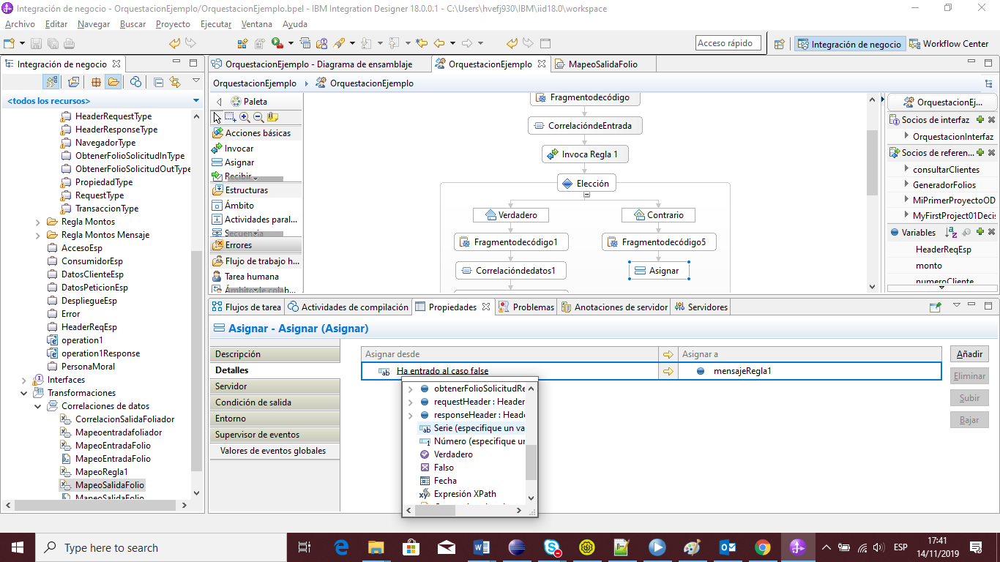 Integración de negocio - OrquestacionEjemplo/OrquestacionEjemplo.bpel - IBM Integration Designer 18.0.0.1 - C:\Users\hvefj930\IBM\iid18.0\workspace
Archivo Editar Navegar Buscar Proyecto Ejecutar Ventana Ayuda
Acceso rápido
Integración de negocio
Workflow Center
Integración de negocio
<todos los recursos>
HeaderRequestType
HeaderResponseType
NavegadorType
ObtenerFolioSolicitudInType
ObtenerFolioSolicitudOutType
PropiedadType
RequestType
TransaccionType
Regla Montos
Regla Montos Mensaje
AccesoEsp
ConsumidorEsp
DatosClienteEsp
DatosPeticionEsp
DespliegueEsp
Error
HeaderReqEsp
operation1
operation1Response
PersonaMoral
Interfaces
Transformaciones
Correlaciones de datos
CorrelacionSalidaFoliador
Mapeoentradafoliador
MapeoEntradaFolio
MapeoEntradaFolio
MapeoRegla1
MapeoSalidaFolio
MapeoSalidaFolio
OrquestacionEjemplo - Diagrama de ensamblaje
OrquestacionEjemplo
MapeoSalidaFolio
OrquestacionEjemplo
OrquestacionEjemplo
Paleta
Acciones básicas
Invocar
Asignar
Recibir
Estructuras
Ámbito
Actividades paral...
Secuencia
Errores
Flujo de trabajo h...
Tarea humana
Ámbito de colab...
Fragmentodecódigo
CorrelacióndeEntrada
Invoca Regla 1
Elección
Verdadero
Contrario
Fragmentodecódigo1
Fragmentodecódigo5
Correlacióndedatos1
Asignar
OrquestacionEj...
Socios de interfaz
OrquestacionInterfaz
Socios de referen...
consultarClientes
GeneradorFolios
MiPrimerProyectoOD
MyFirstProject01Decis
Variables
HeaderReqEsp
monto
numeroCliente
Flujos de tarea
Actividades de compilación
Propiedades
Problemas
Anotaciones de servidor
Servidores
Asignar - Asignar (Asignar)
Descripción
Detalles
Servidor
Condición de salida
Entorno
Supervisor de eventos
Valores de eventos globales
Asignar desde
Asignar a
Ha entrado al caso false
mensajeRegla1
Añadir
Eliminar
Subir
Bajar
obtenerFolioSolicitudRe
requestHeader : Header
responseHeader : Heade
Serie (especifique un va
Número (especifique ur
Verdadero
Falso
Fecha
Expresión XPath
Type here to search
ESP
17:41
14/11/2019